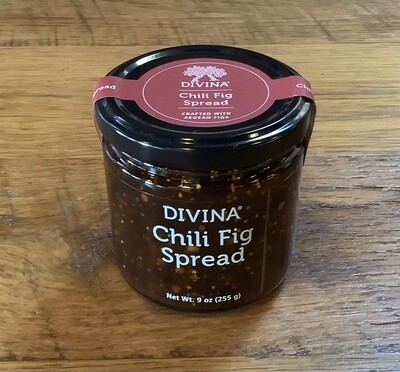 DIVINA®
Chili Fig
Spread
CRAFTED WITH
AEGEAN FIGS
DIVINA®
Chili Fig
Spread
Net Wt. 9 oz (255 g)